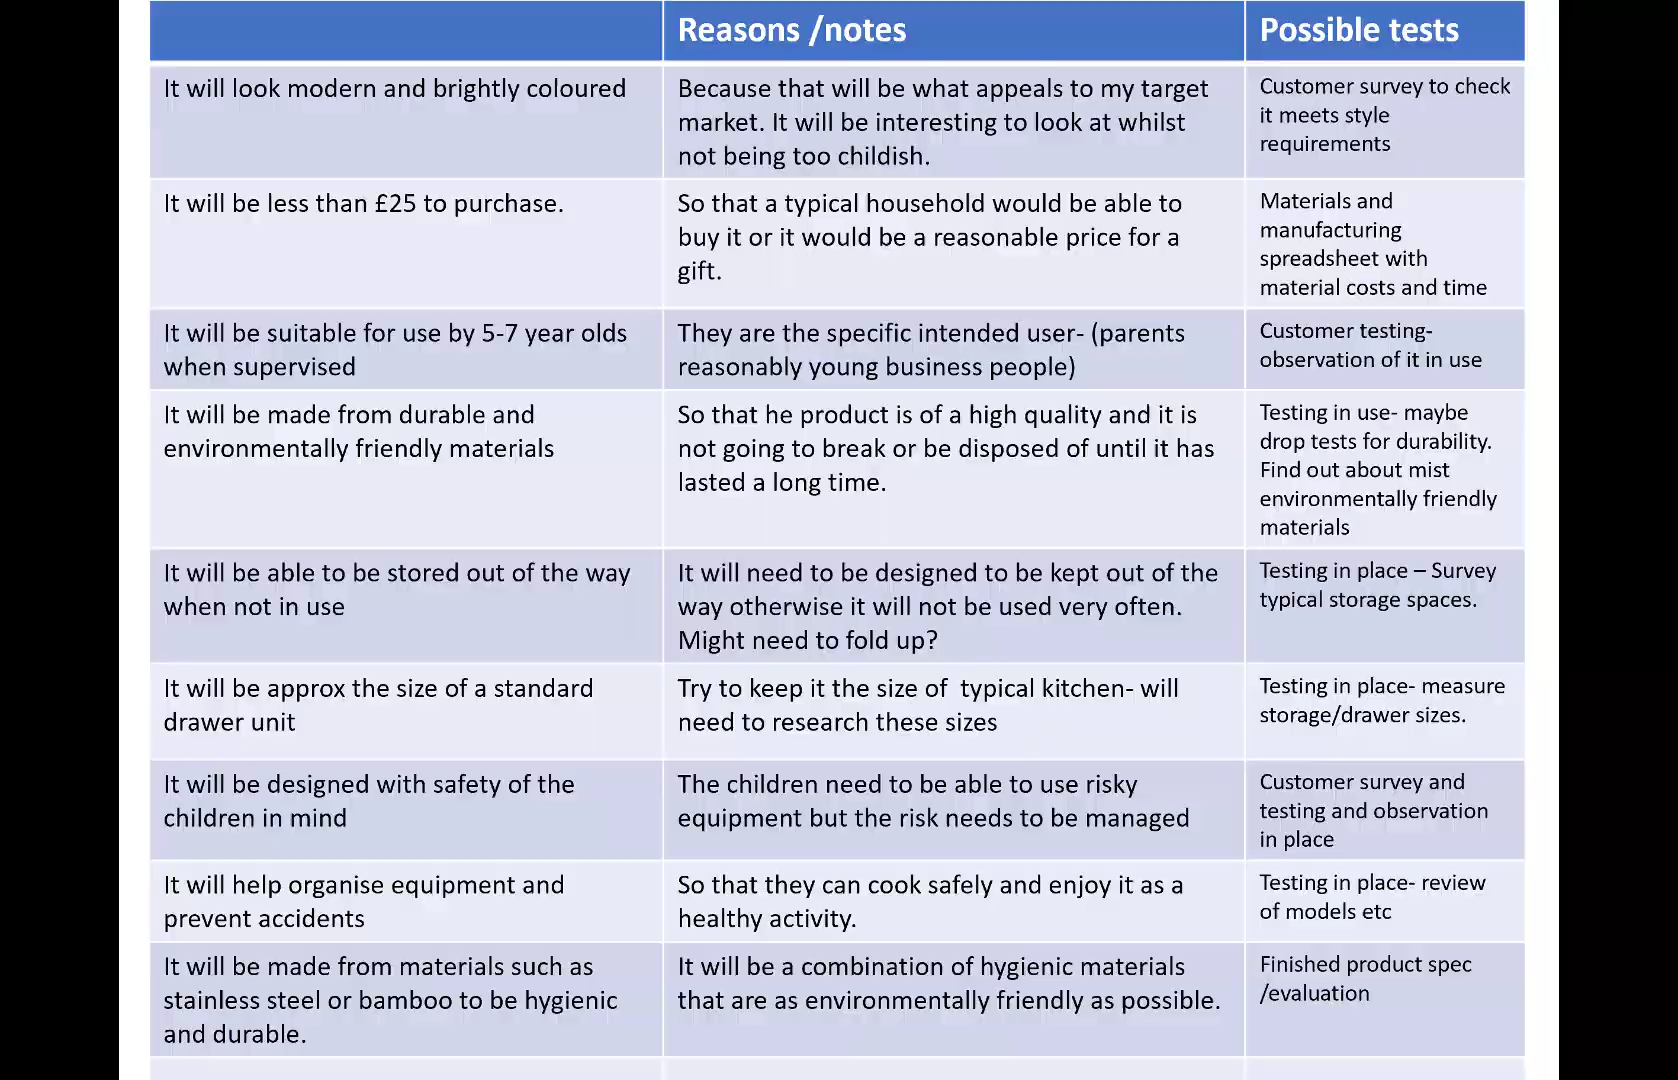 Reasons /notes
Possible tests
It will look modern and brightly coloured
Because that will be what appeals to my target
market. It will be interesting to look at whilst
not being too childish.
Customer survey to check
it meets style
requirements
It will be less than £25 to purchase.
So that a typical household would be able to
buy it or it would be a reasonable price for a
gift.
Materials and
manufacturing
spreadsheet with
material costs and time
It will be suitable for use by 5-7 year olds
when supervised
They are the specific intended user- (parents
reasonably young business people)
Customer testing-
observation of it in use
It will be made from durable and
environmentally friendly materials
So that he product is of a high quality and it is
not going to break or be disposed of until it has
lasted a long time.
Testing in use- maybe
drop tests for durability.
Find out about mist
environmentally friendly
materials
It will be able to be stored out of the way
when not in use
It will need to be designed to be kept out of the
way otherwise it will not be used very often.
Might need to fold up?
Testing in place – Survey
typical storage spaces.
It will be approx the size of a standard
drawer unit
Try to keep it the size of  typical kitchen- will
need to research these sizes
Testing in place- measure
storage/drawer sizes.
It will be designed with safety of the
children in mind
The children need to be able to use risky
equipment but the risk needs to be managed
Customer survey and
testing and observation
in place
It will help organise equipment and
prevent accidents
So that they can cook safely and enjoy it as a
healthy activity.
Testing in place- review
of models etc
It will be made from materials such as
stainless steel or bamboo to be hygienic
and durable.
It will be a combination of hygienic materials
that are as environmentally friendly as possible.
Finished product spec
/evaluation